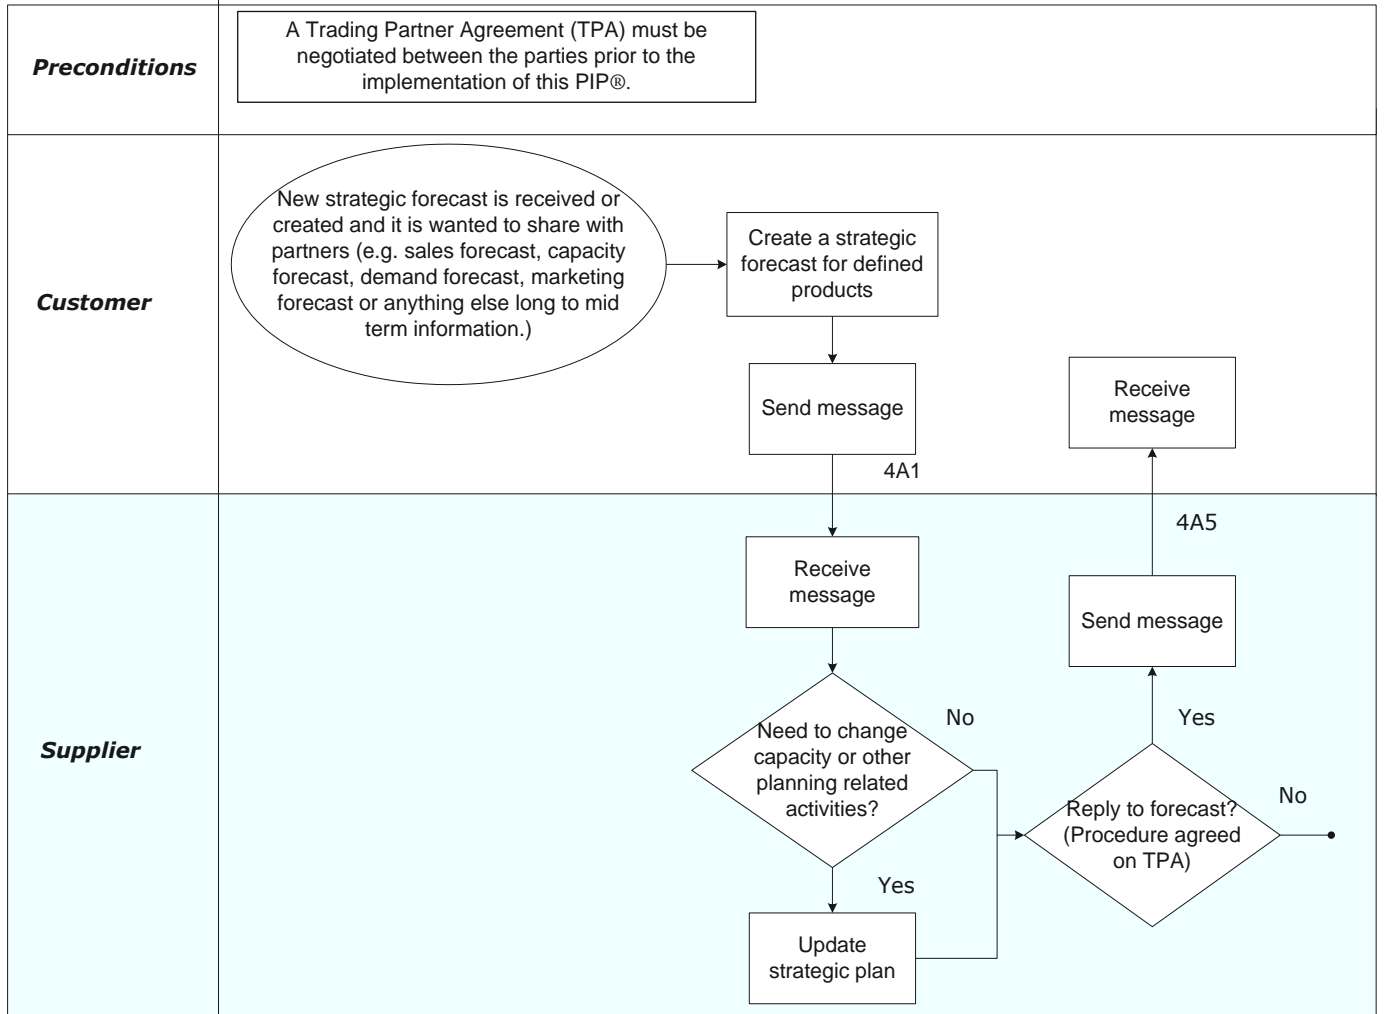 Preconditions
A Trading Partner Agreement (TPA) must be
negotiated between the parties prior to the
implementation of this PIP®.
Customer
New strategic forecast is received or
created and it is wanted to share with
partners (e.g. sales forecast, capacity
forecast, demand forecast, marketing
forecast or anything else long to mid
term information.)
Create a strategic
forecast for defined
products
Send message
4A1
Receive
message
Supplier
Receive
message
Need to change
capacity or other
planning related
activities?
No
Yes
Update
strategic plan
Reply to forecast?
(Procedure agreed
on TPA)
No
Yes
Send message
4A5